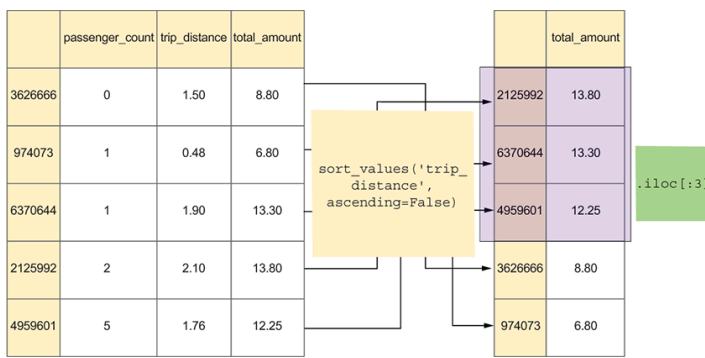 passenger_count trip_distance total_amount
3626666 0 1.50 8.80
974073 1 0.48 6.80
6370644 1 1.90 13.30
2125992 2 2.10 13.80
4959601 5 1.76 12.25
sort_values('trip_
distance',
ascending=False)
total_amount
2125992 13.80
6370644 13.30
4959601 12.25
3626666 8.80
974073 6.80
.iloc[:3]